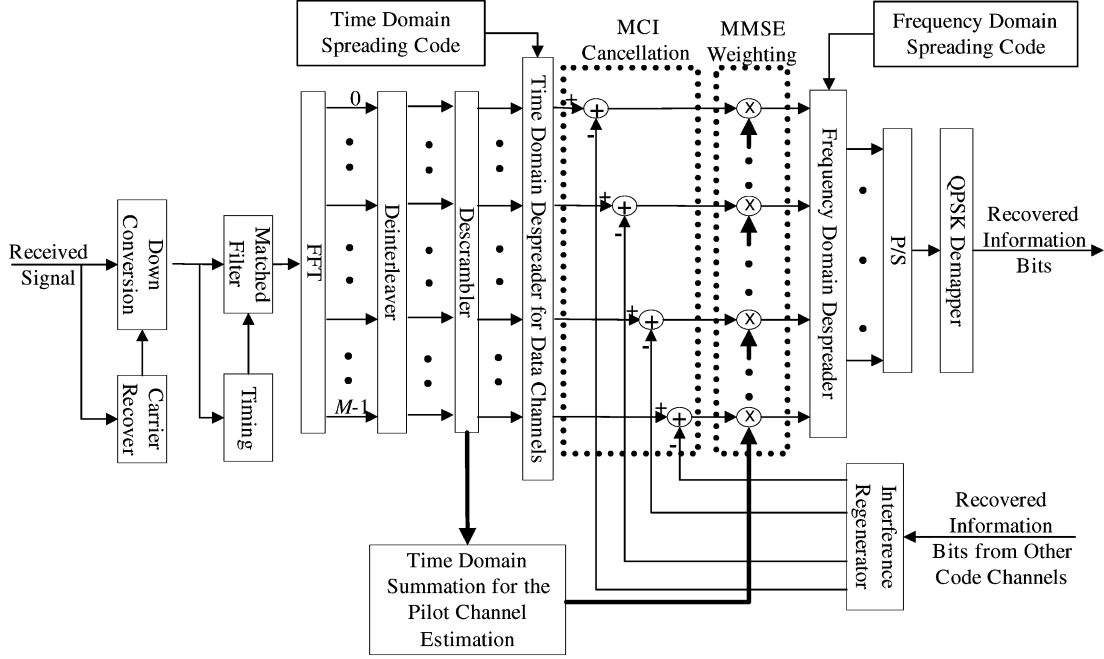 Time Domain
Spreading Code
MCI
Cancellation
MMSE
Weighting
Frequency Domain
Spreading Code
Received
Signal
Down
Conversion
Carrier
Recover
Matched
Filter
Timing
FFT
0
M-1
Deinterleaver
Descrambler
Time Domain Despreader for Data Channels
+
+
-
x
+
+
-
x
+
+
-
x
+
+
-
x
Frequency Domain Despreader
P/S
QPSK Demapper
Recovered
Information
Bits
Interference
Regenerator
Recovered
Information
Bits from Other
Code Channels
Time Domain
Summation for the
Pilot Channel
Estimation